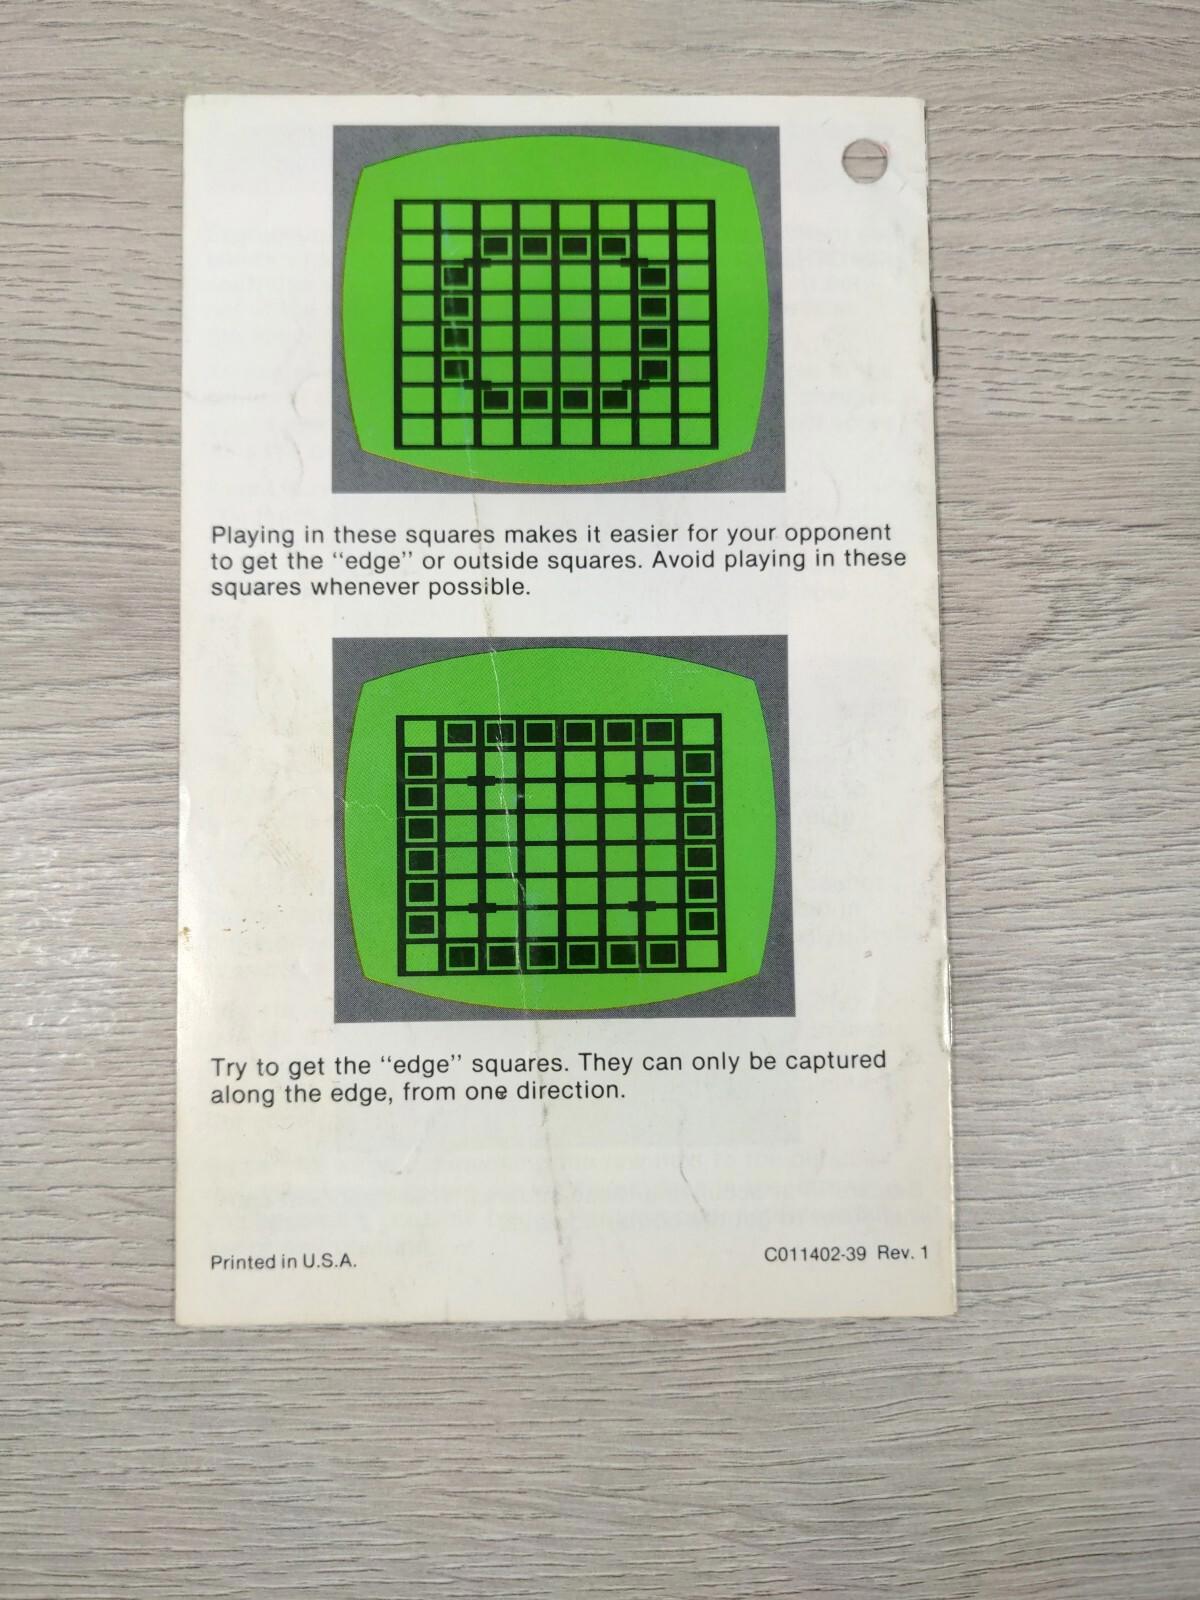 Playing in these squares makes it easier for your opponent
to get the “edge” or outside squares. Avoid playing in these
squares whenever possible.
Try to get the “edge” squares. They can only be captured
along the edge, from one direction.
Printed in U.S.A.
C011402-39 Rev. 1